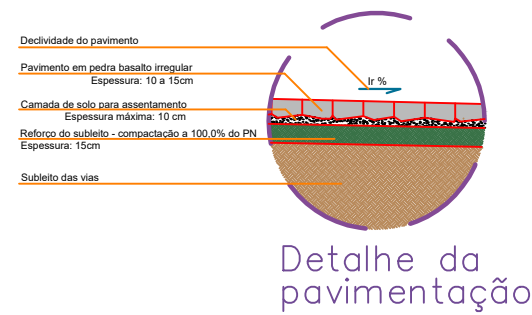 Declividade do pavimento
Ir %
Pavimento em pedra basalto irregular
Espessura: 10 a 15cm
Camada de solo para assentamento
Espessura máxima: 10 cm
Reforço do subleito - compactação a 100,0% do PN
Espessura: 15cm
Subleito das vias
Detalhe da
pavimentação